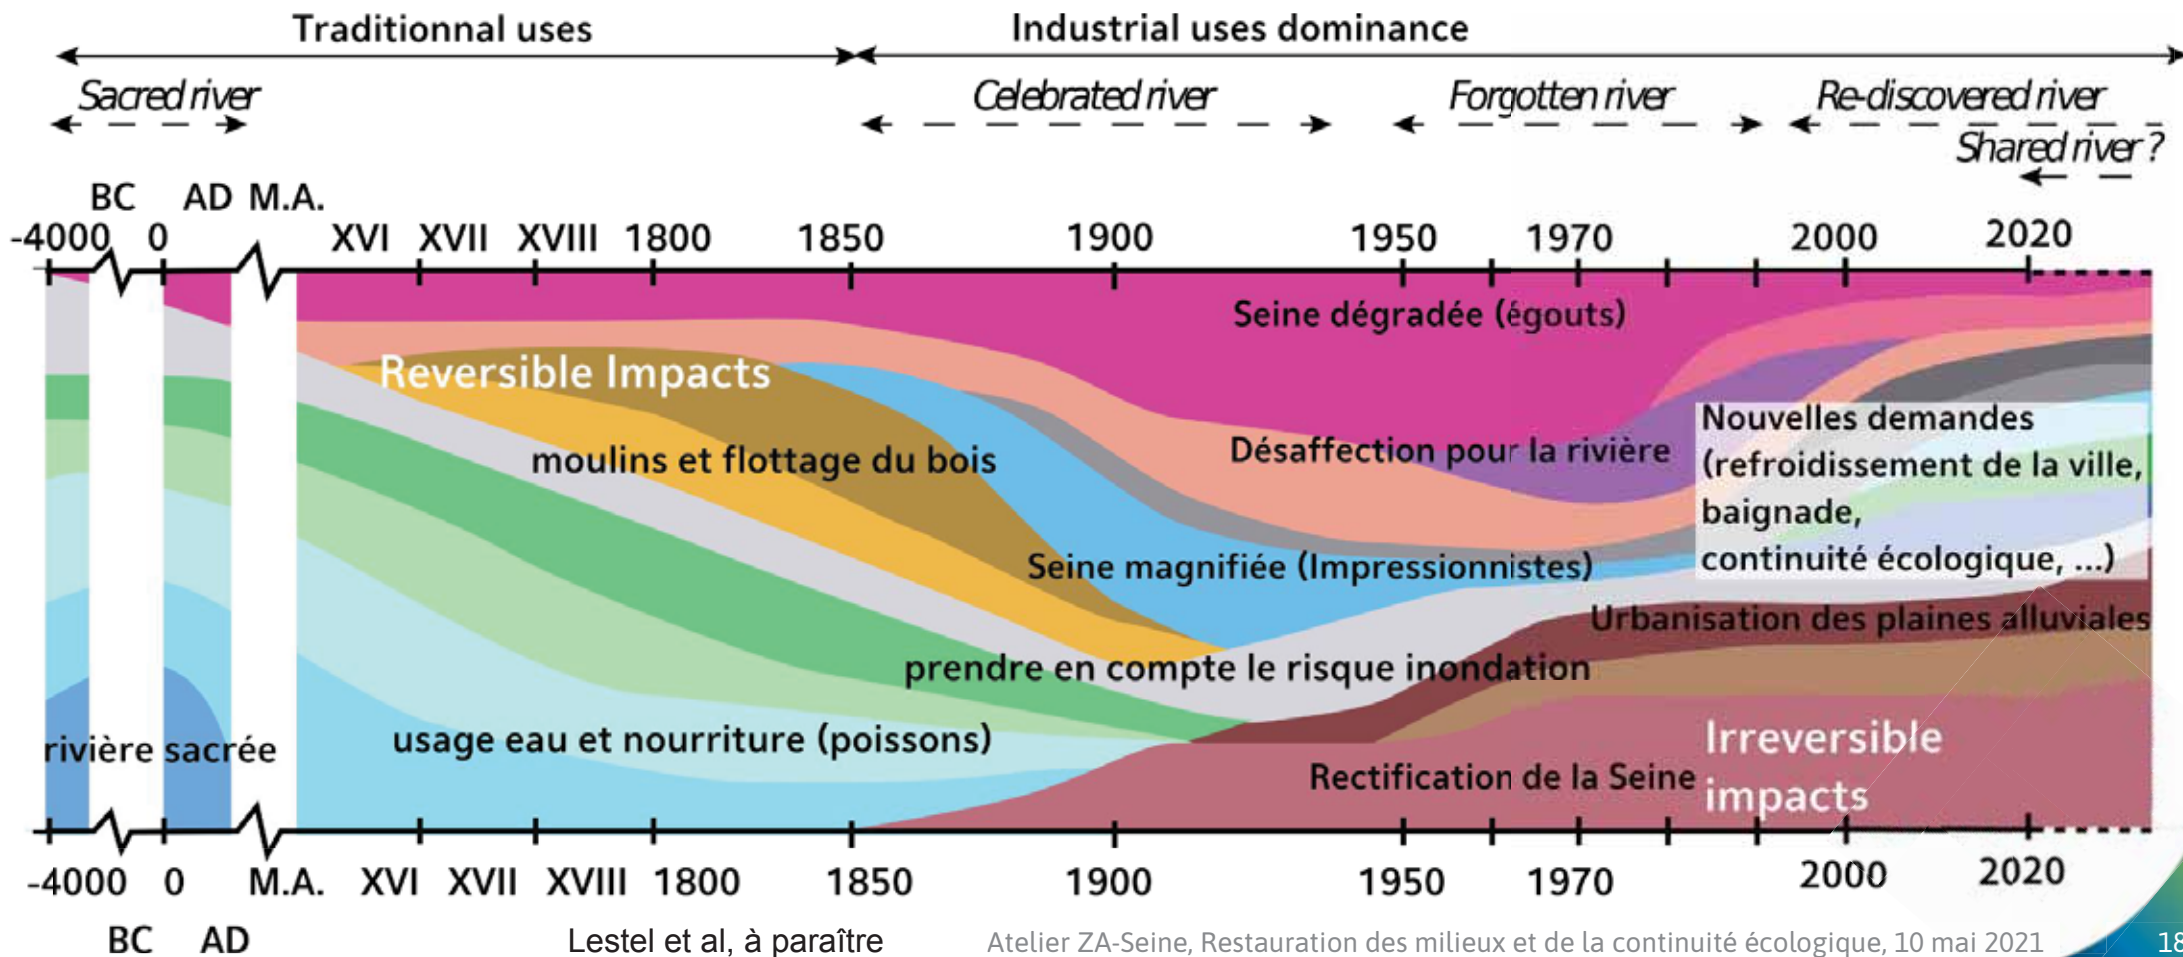 Traditionnal uses
Industrial uses dominance
Sacred river
Celebrated river
Forgotten river
Re-discovered river
Shared river ?
BC AD M.A.
-4000 0 XVI XVII XVIII 1800 1850 1900 1950 1970 2000 2020
Seine dégradée (égouts)
Reversible Impacts
moulins et flottage du bois
Désaffection pour la rivière
Nouvelles demandes
(refroidissement de la ville,
baignade,
continuité écologique, ...)
Seine magnifiée (Impressionnistes)
Urbanisation des plaines alluviales
prendre en compte le risque inondation
rivière sacrée
usage eau et nourriture (poissons)
Rectification de la Seine
Irreversible
impacts
-4000 0 M.A. XVI XVII XVIII 1800 1850 1900 1950 1970 2000 2020
BC AD
Lestel et al, à paraître
Atelier ZA-Seine, Restauration des milieux et de la continuité écologique, 10 mai 2021
18